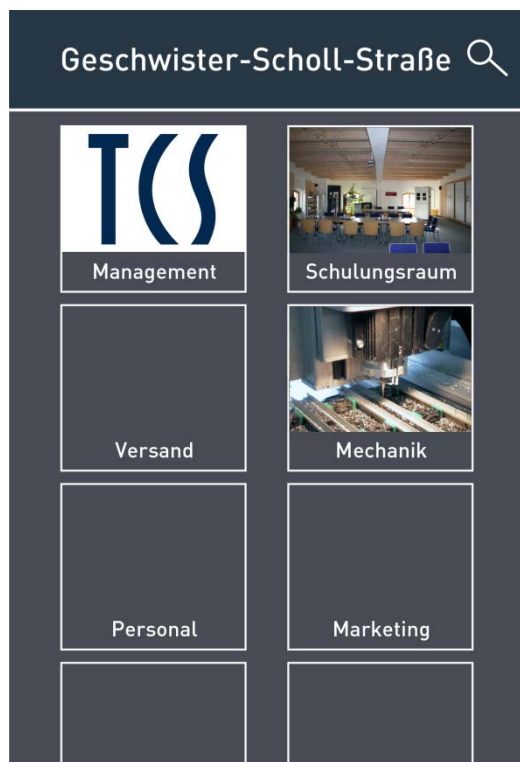 Geschwister-Scholl-Straße
TCS
Management
Schulungsraum
Versand
Mechanik
Personal
Marketing